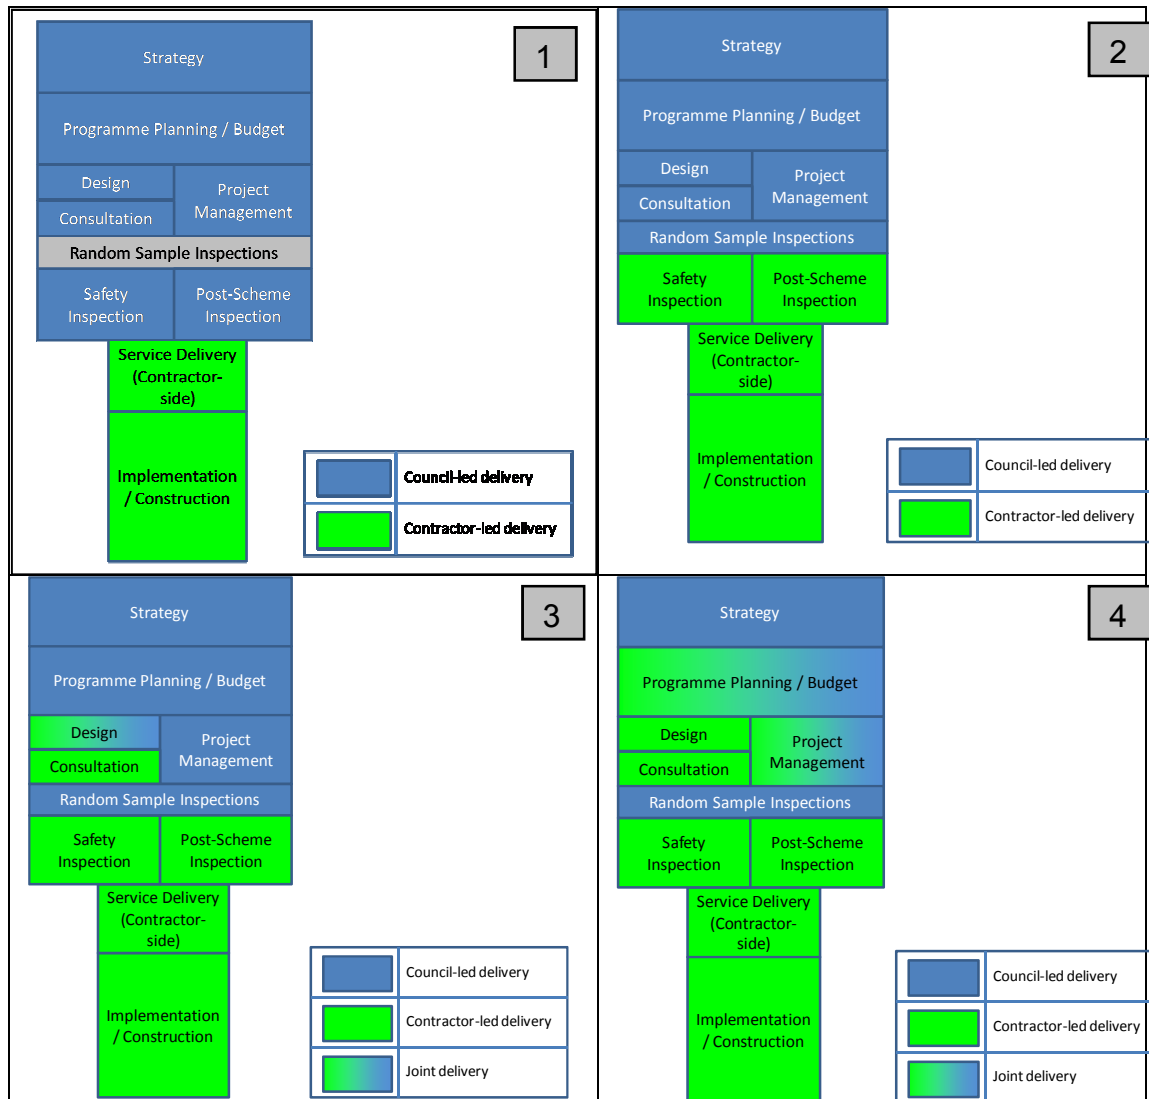 1
Strategy
Programme Planning / Budget
Design
Consultation
Project
Management
Random Sample Inspections
Safety
Inspection
Post-Scheme
Inspection
Service Delivery
(Contractor-
side)
Implementation
/ Construction
Council-led delivery
Contractor-led delivery
2
Strategy
Programme Planning / Budget
Design
Consultation
Project
Management
Random Sample Inspections
Safety
Inspection
Post-Scheme
Inspection
Service Delivery
(Contractor-
side)
Implementation
/ Construction
Council-led delivery
Contractor-led delivery
3
Strategy
Programme Planning / Budget
Design
Consultation
Project
Management
Random Sample Inspections
Safety
Inspection
Post-Scheme
Inspection
Service Delivery
(Contractor-
side)
Implementation
/ Construction
Council-led delivery
Contractor-led delivery
Joint delivery
4
Strategy
Programme Planning / Budget
Design
Consultation
Project
Management
Random Sample Inspections
Safety
Inspection
Post-Scheme
Inspection
Service Delivery
(Contractor-
side)
Implementation
/ Construction
Council-led delivery
Contractor-led delivery
Joint delivery